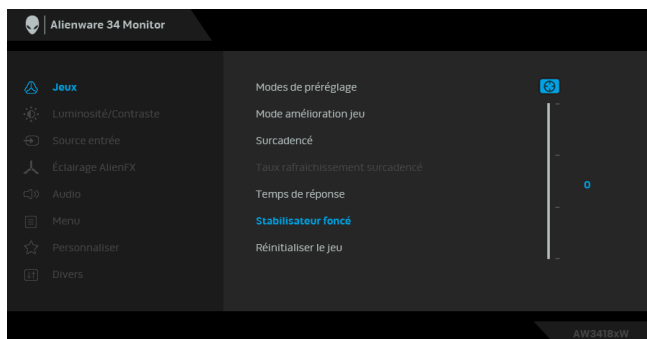 Alienware 34 Monitor
Jeux
Luminosité/Contraste
Source entrée
Éclairage AlienFX
Audio
Menu
Personnaliser
Divers
Modes de préréglage
Mode amélioration jeu
Surcadencé
Taux rafraichissement surcadencé
Temps de réponse
Stabilisateur foncé
Réinitialiser le jeu
0
AW3418xW